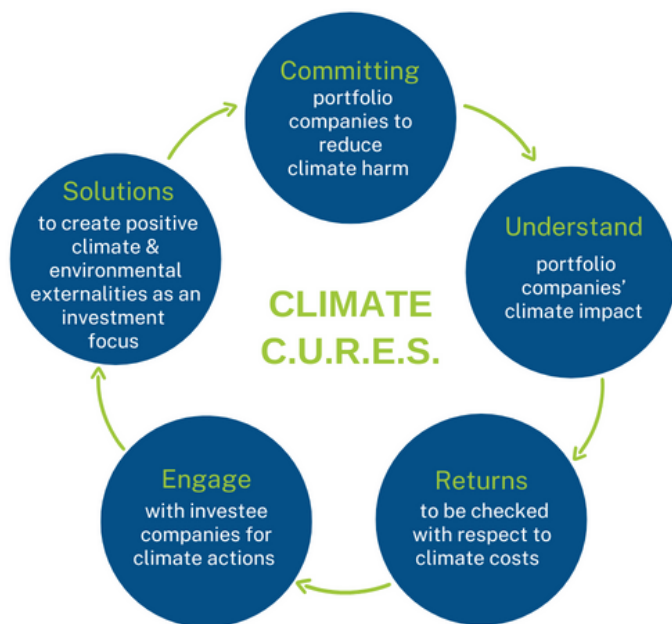 Committing
portfolio
companies to
reduce
climate harm
Understand
portfolio
companies'
climate impact
Returns
to be checked
with respect to
climate costs
Engage
with investee
companies for
climate actions
Solutions
to create positive
climate &
environmental
externalities as an
investment
focus
CLIMATE
C.U.R.E.S.